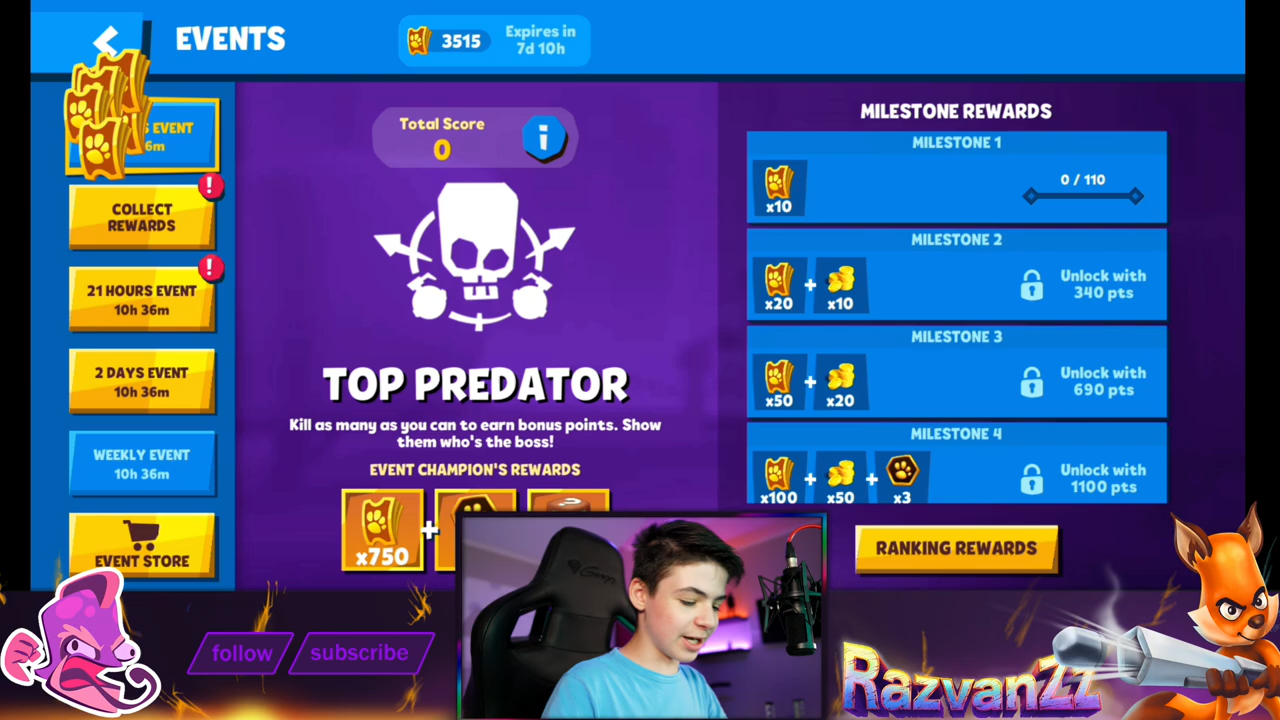 EVENTS
3515
Expires in
7d 10h
S EVENT
6m
COLLECT
REWARDS
!
21 HOURS EVENT
10h 36m
!
2 DAYS EVENT
10h 36m
WEEKLY EVENT
10h 36m
EVENT STORE
Total Score
0
i
TOP PREDATOR
Kill as many as you can to earn bonus points. Show
them who's the boss!
EVENT CHAMPION'S REWARDS
x750
+
MILESTONE REWARDS
MILESTONE 1
x10
0 / 110
MILESTONE 2
x20
+
x10
Unlock with
340 pts
MILESTONE 3
x50
+
x20
Unlock with
690 pts
MILESTONE 4
x100
+
x50
+
x3
Unlock with
1100 pts
RANKING REWARDS
follow
subscribe
RazvanZz